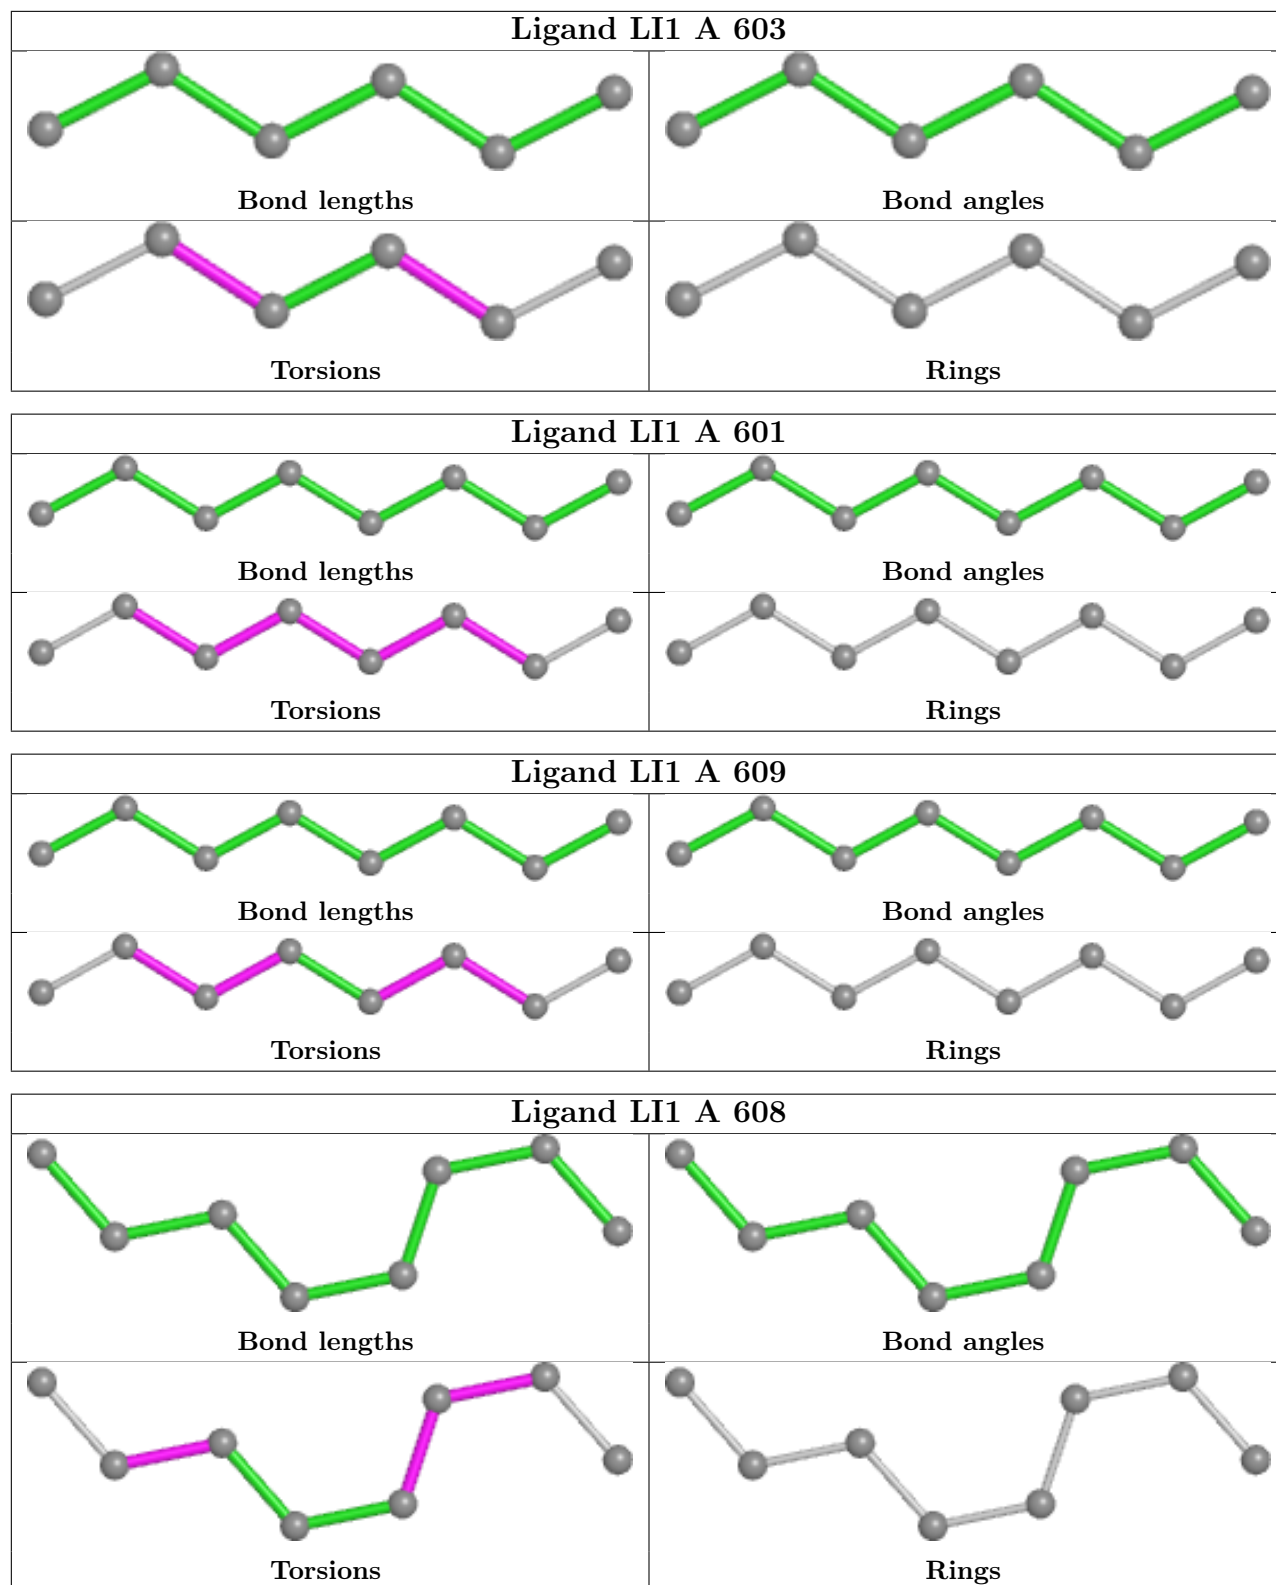 Ligand LI1 A 603
Bond lengths
Bond angles
Torsions
Rings
Ligand LI1 A 601
Bond lengths
Bond angles
Torsions
Rings
Ligand LI1 A 609
Bond lengths
Bond angles
Torsions
Rings
Ligand LI1 A 608
Bond lengths
Bond angles
Torsions
Rings